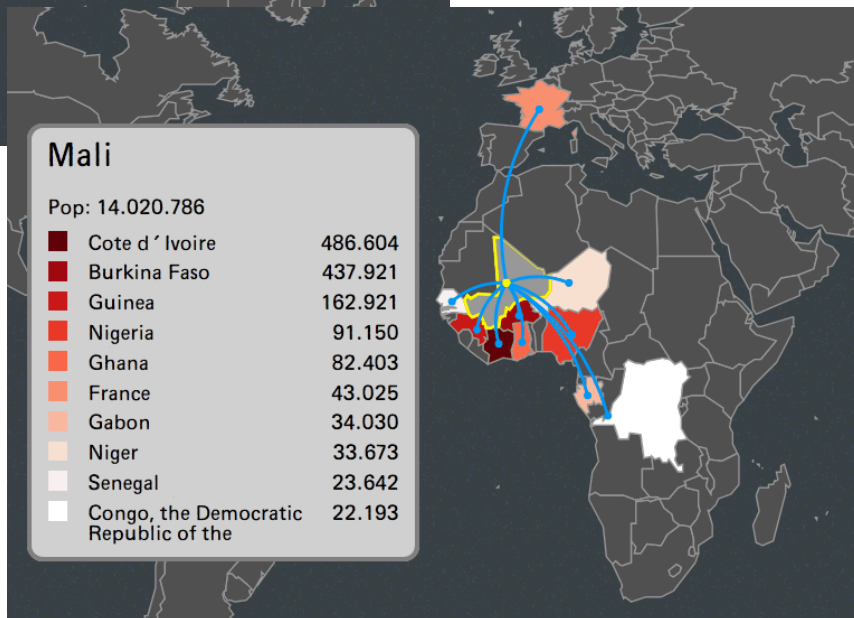 Mali
Pop: 14.020.786
Cote d ´ Ivoire 486.604
Burkina Faso 437.921
Guinea 162.921
Nigeria 91.150
Ghana 82.403
France 43.025
Gabon 34.030
Niger 33.673
Senegal 23.642
Congo, the Democratic 22.193
Republic of the